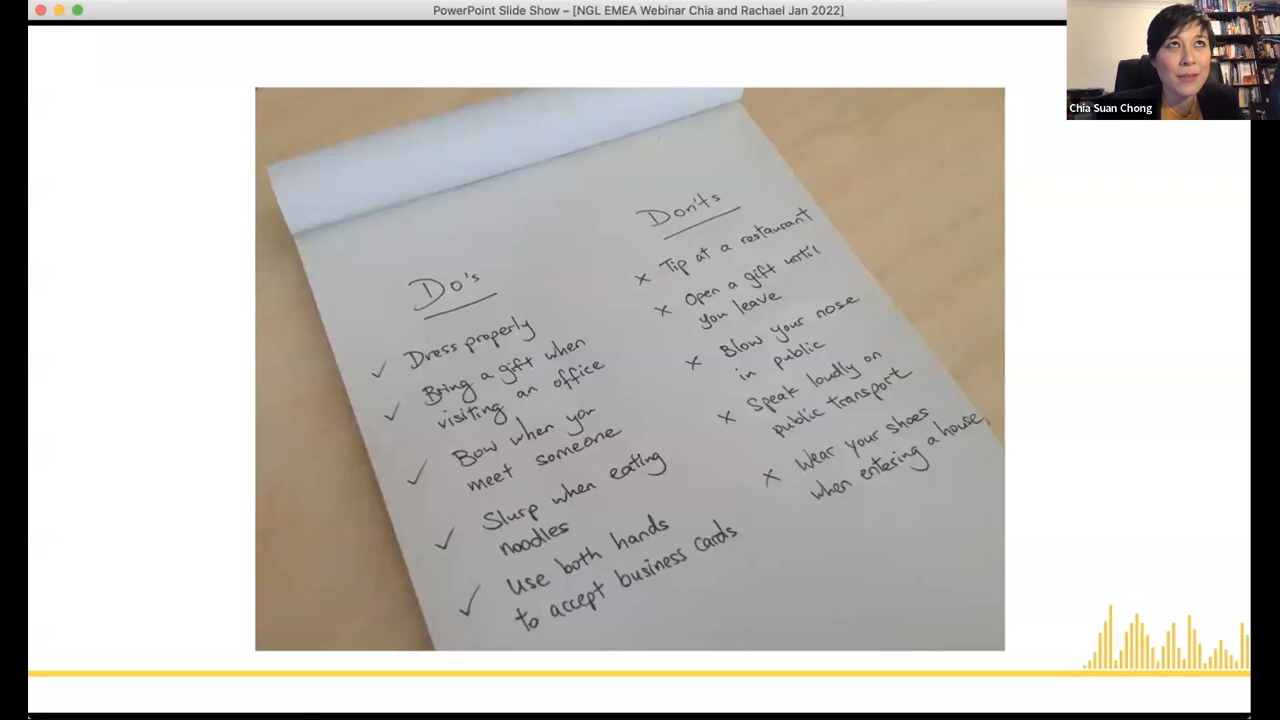 PowerPoint Slide Show – [NGL EMEA Webinar Chia and Rachael Jan 2022]
Chia Suan Chong
Do's
Dress properly
Bring a gift when
visiting an office
Bow when you
meet someone
Slurp when eating
noodles
Use both hands
to accept business cards
Don'ts
Tip at a restaurant
Open a gift until
you leave
Blow your nose
in public
Speak loudly on
public transport
Wear your shoes
when entering a house